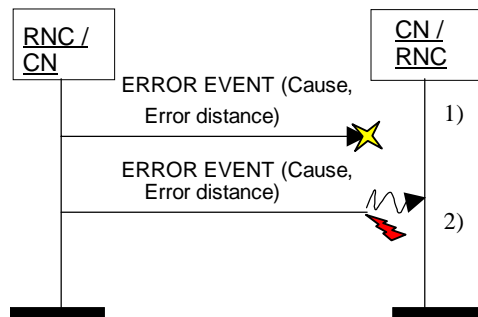 RNC /
CN
CN /
RNC
ERROR EVENT (Cause,
Error distance)
1)
ERROR EVENT (Cause,
Error distance)
2)